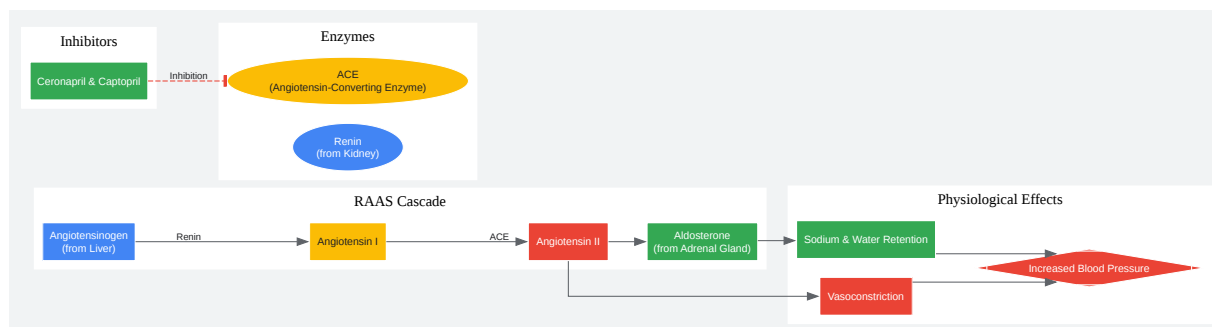 Inhibitors
Ceronapril & Captopril
Inhibition
Enzymes
ACE
(Angiotensin-Converting Enzyme)
Renin
(from Kidney)
RAAS Cascade
Angiotensinogen
(from Liver)
Renin
Angiotensin I
ACE
Angiotensin II
Aldosterone
(from Adrenal Gland)
Physiological Effects
Sodium & Water Retention
Vasoconstriction
Increased Blood Pressure